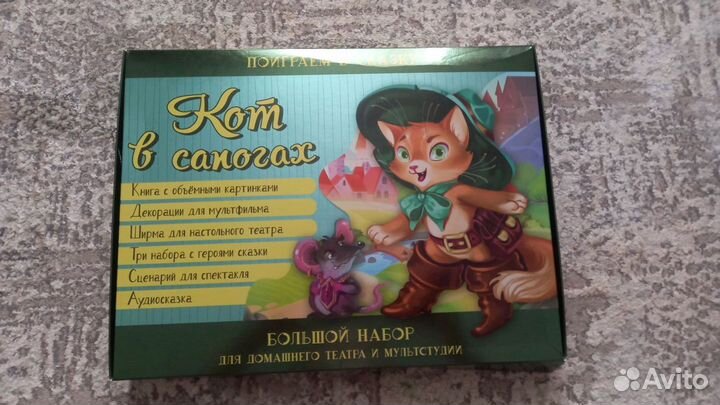 ПОИГРАЕМ В
Кот
в сапогах
Книга с объёмными картинками
Декорации для мультфильма
Ширма для настольного театра
Три набора с героями сказки
Сценарий для спектакля
Аудиосказка
БОЛЬШОЙ НАБОР
ДЛЯ ДОМАШНЕГО ТЕАТРА И МУЛЬТСТУДИИ
Avito